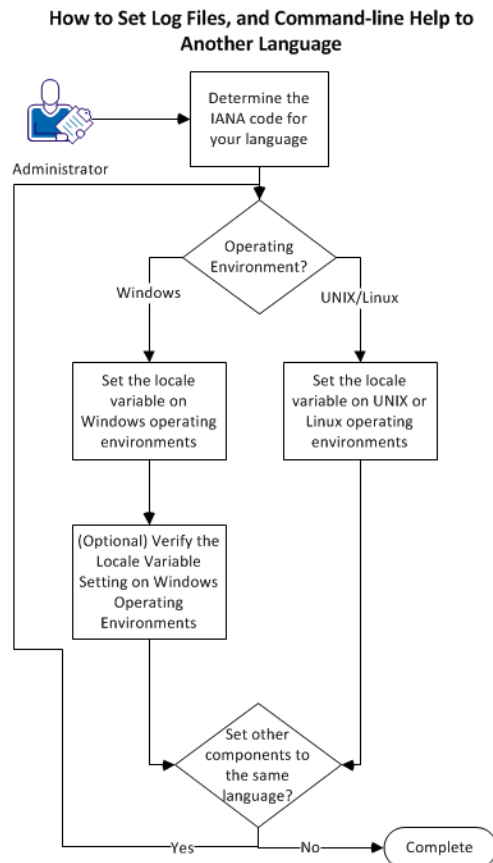 How to Set Log Files, and Command-line Help to
Another Language
Determine the
IANA code for
your language
Administrator
Operating
Environment?
Windows
UNIX/Linux
Set the locale
variable on
Windows operating
environments
Set the locale
variable on UNIX or
Linux operating
environments
(Optional) Verify the
Locale Variable
Setting on Windows
Operating
Environments
Set other
components to
the same
language?
Yes
No
Complete